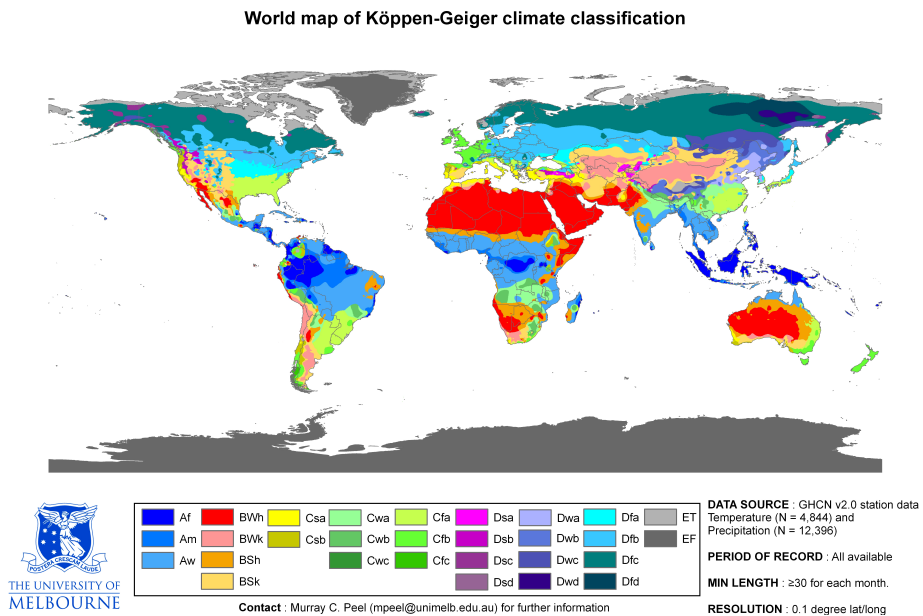 World map of Köppen-Geiger climate classification
POSTERA CRESCAM LAUDE
THE UNIVERSITY OF
MELBOURNE
Af BWh Csa Cwa Cfa Dsa Dwa Dfa ET
Am BWk Csb Cwb Cfb Dsb Dwb Dfb EF
Aw BSh Cwc Cfc Dsc Dwc Dfc
BSk Dsd Dwd Dfd
Contact : Murray C. Peel (mpeel@unimelb.edu.au) for further information
DATA SOURCE : GHCN v2.0 station data
Temperature (N = 4,844) and
Precipitation (N = 12,396)
PERIOD OF RECORD : All available
MIN LENGTH : ≥30 for each month.
RESOLUTION : 0.1 degree lat/long